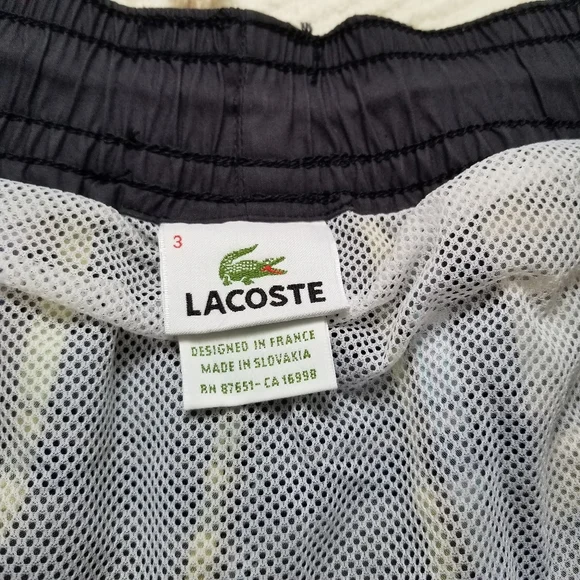 3
LACOSTE
DESIGNED IN FRANCE
MADE IN SLOVAKIA
RN 87651-CA 16998